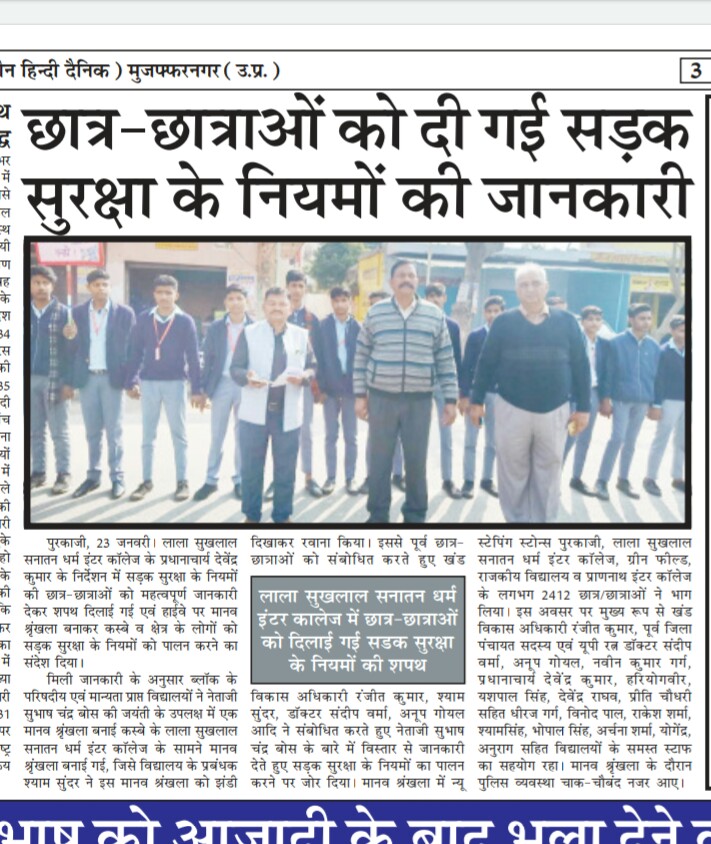 न हिन्दी दैनिक ) मुजफ्फरनगर ( उ.प्र. )
3
छात्र-छात्राओं को दी गई सड़क
सुरक्षा के नियमों की जानकारी
पुरकाजी, 23 जनवरी। लाला सुखलाल
सनातन धर्म इंटर कॉलेज के प्रधानाचार्य देवेंद्र
कुमार के निर्देशन में सड़क सुरक्षा के नियमों
की छात्र-छात्राओं को महत्वपूर्ण जानकारी
देकर शपथ दिलाई गई एवं हाईवे पर मानव
श्रृंखला बनाकर कस्बे व क्षेत्र के लोगों को
सड़क सुरक्षा के नियमों को पालन करने का
संदेश दिया।
मिली जानकारी के अनुसार ब्लॉक के
परिषदीय एवं मान्यता प्राप्त विद्यालयों ने नेताजी
सुभाष चंद्र बोस की जयंती के उपलक्ष में एक
मानव श्रृंखला बनाई कस्बे के लाला सुखलाल
सनातन धर्म इंटर कॉलेज के सामने मानव
श्रृंखला बनाई गई, जिसे विद्यालय के प्रबंधक
श्याम सुंदर ने इस मानव श्रंखला को झंडी
दिखाकर रवाना किया। इससे पूर्व छात्र-
छात्राओं को संबोधित करते हुए खंड
लाला सुखलाल सनातन धर्म
इंटर कालेज में छात्र-छात्राओं
को दिलाई गई सडक सुरक्षा
के नियमों की शपथ
विकास अधिकारी रंजीत कुमार, श्याम
सुंदर, डॉक्टर संदीप वर्मा, अनूप गोयल
आदि ने संबोधित करते हुए नेताजी सुभाष
चंद्र बोस के बारे में विस्तार से जानकारी
देते हुए सड़क सुरक्षा के नियमों का पालन
करने पर जोर दिया। मानव श्रंखला में न्यू
स्टेपिंग स्टोन्स पुरकाजी, लाला सुखलाल
सनातन धर्म इंटर कॉलेज, ग्रीन फील्ड,
राजकीय विद्यालय व प्राणनाथ इंटर कॉलेज
के लगभग 2412 छात्र/छात्राओं ने भाग
लिया। इस अवसर पर मुख्य रूप से खंड
विकास अधिकारी रंजीत कुमार, पूर्व जिला
पंचायत सदस्य एवं यूपी रत्न डॉक्टर संदीप
वर्मा, अनूप गोयल, नवीन कुमार गर्ग,
प्रधानाचार्य देवेंद्र कुमार, हरियोगवीर,
यशपाल सिंह, देवेंद्र राघव, प्रीति चौधरी
सहित धीरज गर्ग, विनोद पाल, राकेश शर्मा,
श्यामसिंह, भोपाल सिंह, अर्चना शर्मा, योगेंद्र,
अनुराग सहित विद्यालयों के समस्त स्टाफ
का सहयोग रहा। मानव श्रृंखला के दौरान
पुलिस व्यवस्था चाक-चौबंद नजर आए।
भाष को आजादी के बाद भुला देने